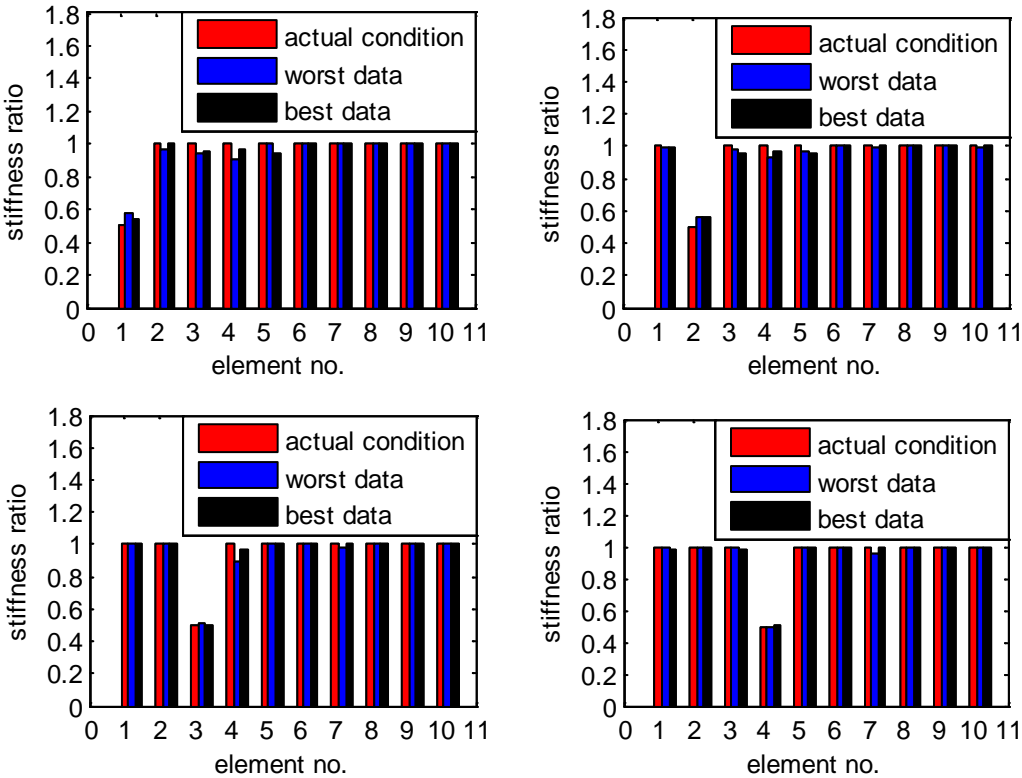 1.8
1.6
1.4
1.2
1
0.8
0.6
0.4
0.2
0
stiffness ratio
actual condition
worst data
best data
0 1 2 3 4 5 6 7 8 9 10 11
element no.
1.8
1.6
1.4
1.2
1
0.8
0.6
0.4
0.2
0
stiffness ratio
actual condition
worst data
best data
0 1 2 3 4 5 6 7 8 9 10 11
element no.
1.8
1.6
1.4
1.2
1
0.8
0.6
0.4
0.2
0
stiffness ratio
actual condition
worst data
best data
0 1 2 3 4 5 6 7 8 9 10 11
element no.
1.8
1.6
1.4
1.2
1
0.8
0.6
0.4
0.2
0
stiffness ratio
actual condition
worst data
best data
0 1 2 3 4 5 6 7 8 9 10 11
element no.